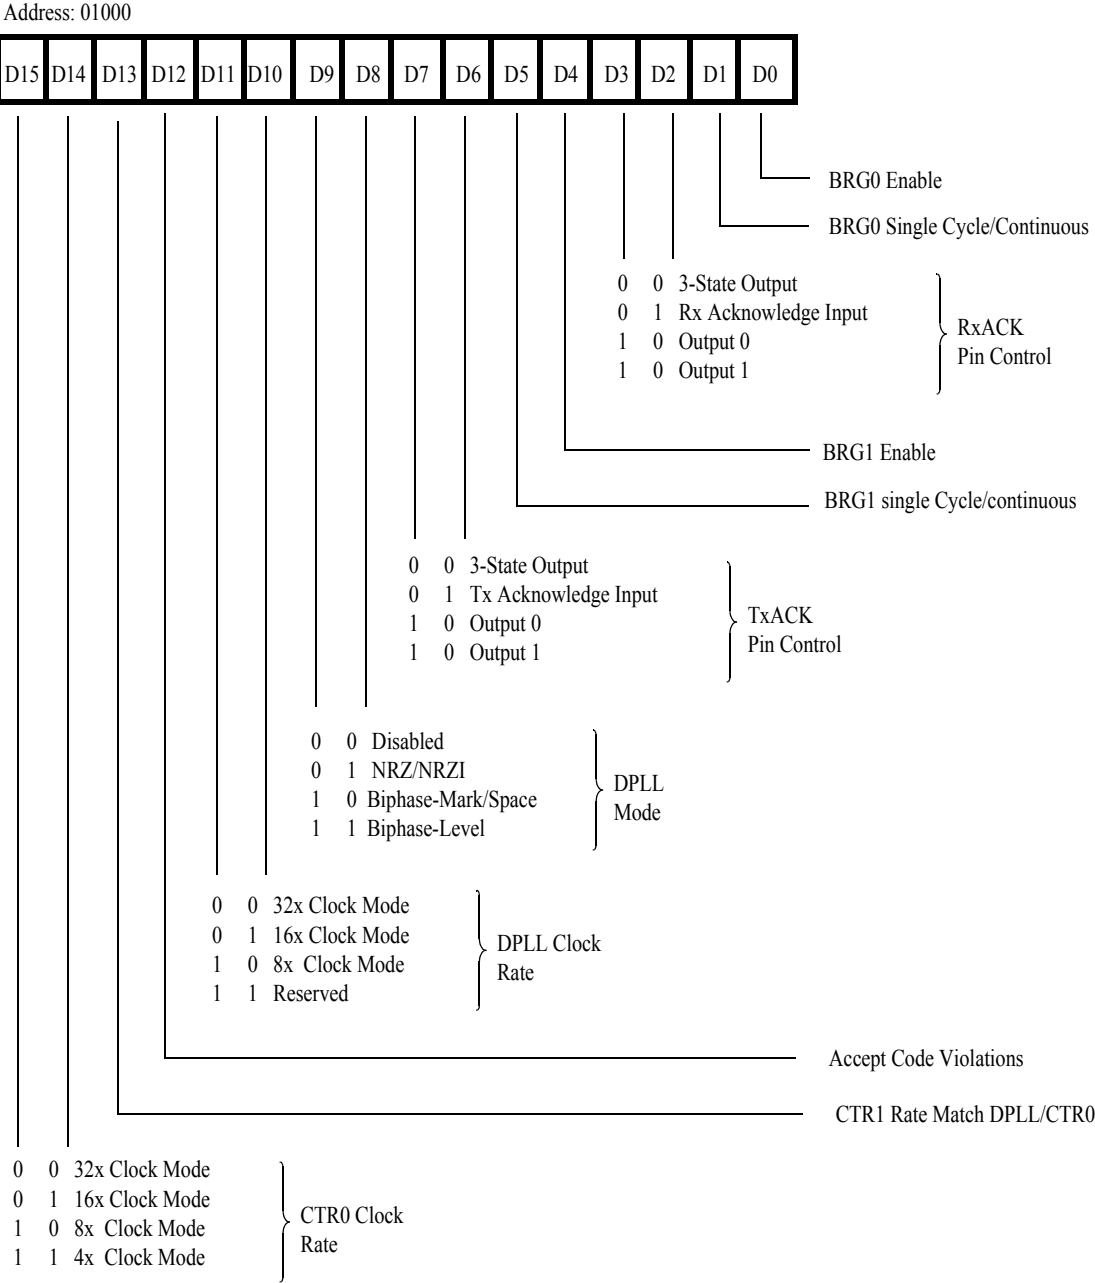 Address: 01000
D15 D14 D13 D12 D11 D10 D9 D8 D7 D6 D5 D4 D3 D2 D1 D0
BRG0 Enable
BRG0 Single Cycle/Continuous
0 0 3-State Output
0 1 Rx Acknowledge Input
1 0 Output 0
1 0 Output 1
RxACK
Pin Control
BRG1 Enable
BRG1 single Cycle/continuous
0 0 3-State Output
0 1 Tx Acknowledge Input
1 0 Output 0
1 0 Output 1
TxACK
Pin Control
0 0 Disabled
0 1 NRZ/NRZI
1 0 Biphase-Mark/Space
1 1 Biphase-Level
DPLL
Mode
0 0 32x Clock Mode
0 1 16x Clock Mode
1 0 8x Clock Mode
1 1 Reserved
DPLL Clock
Rate
Accept Code Violations
CTR1 Rate Match DPLL/CTR0
0 0 32x Clock Mode
0 1 16x Clock Mode
1 0 8x Clock Mode
1 1 4x Clock Mode
CTR0 Clock
Rate